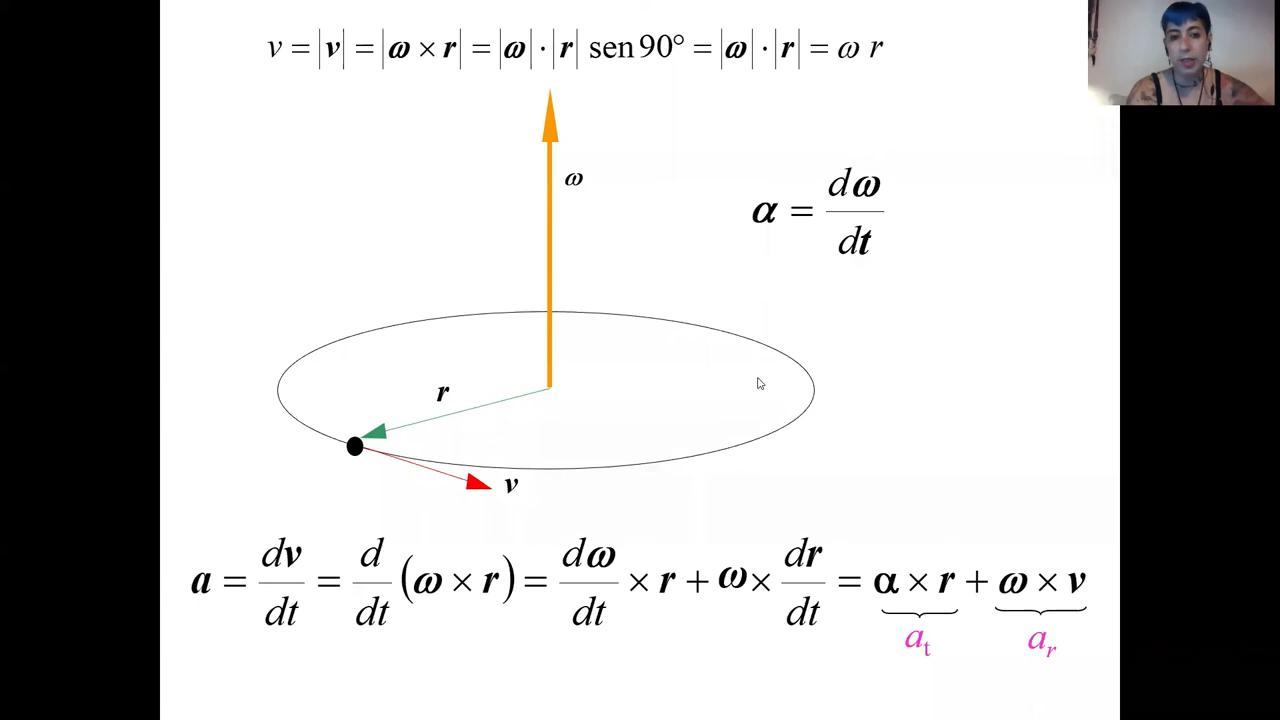 v = |v| = |ω × r| = |ω| · |r| sen 90° = |ω| · |r| = ω r
ω
α = dω/dt
r
v
a = dv/dt = d/dt (ω × r) = dω/dt × r + ω × dr/dt = α × r + ω × v
a_t a_r